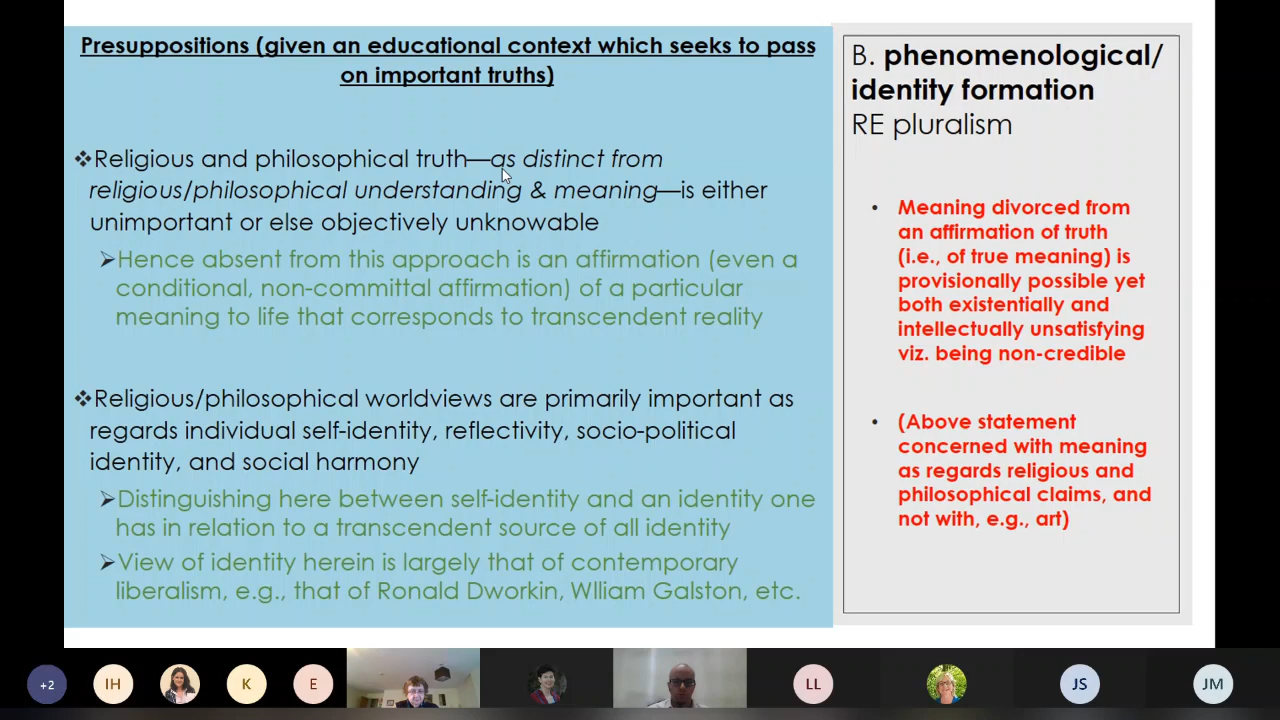 Presuppositions (given an educational context which seeks to pass
on important truths)
❖Religious and philosophical truth—as distinct from
religious/philosophical understanding & meaning—is either
unimportant or else objectively unknowable
➢Hence absent from this approach is an affirmation (even a
conditional, non-committal affirmation) of a particular
meaning to life that corresponds to transcendent reality
❖Religious/philosophical worldviews are primarily important as
regards individual self-identity, reflectivity, socio-political
identity, and social harmony
➢Distinguishing here between self-identity and an identity one
has in relation to a transcendent source of all identity
➢View of identity herein is largely that of contemporary
liberalism, e.g., that of Ronald Dworkin, Wlliam Galston, etc.
B. phenomenological/
identity formation
RE pluralism
• Meaning divorced from
an affirmation of truth
(i.e., of true meaning) is
provisionally possible yet
both existentially and
intellectually unsatisfying
viz. being non-credible
• (Above statement
concerned with meaning
as regards religious and
philosophical claims, and
not with, e.g., art)
+2
IH
K
E
LL
JS
JM